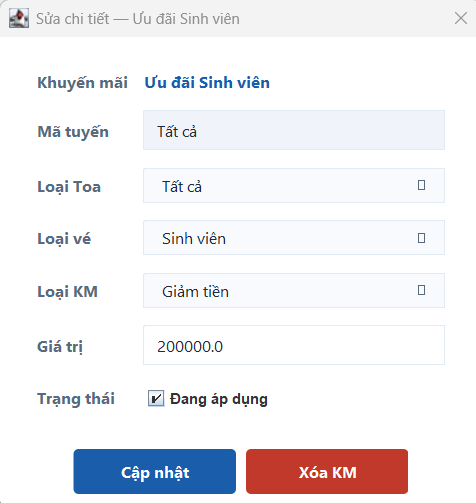 Sửa chi tiết — Ưu đãi Sinh viên
Khuyến mãi Ưu đãi Sinh viên
Mã tuyến Tất cả
Loại Toa Tất cả
Loại vé Sinh viên
Loại KM Giảm tiền
Giá trị 200000.0
Trạng thái Đang áp dụng
Cập nhật Xóa KM